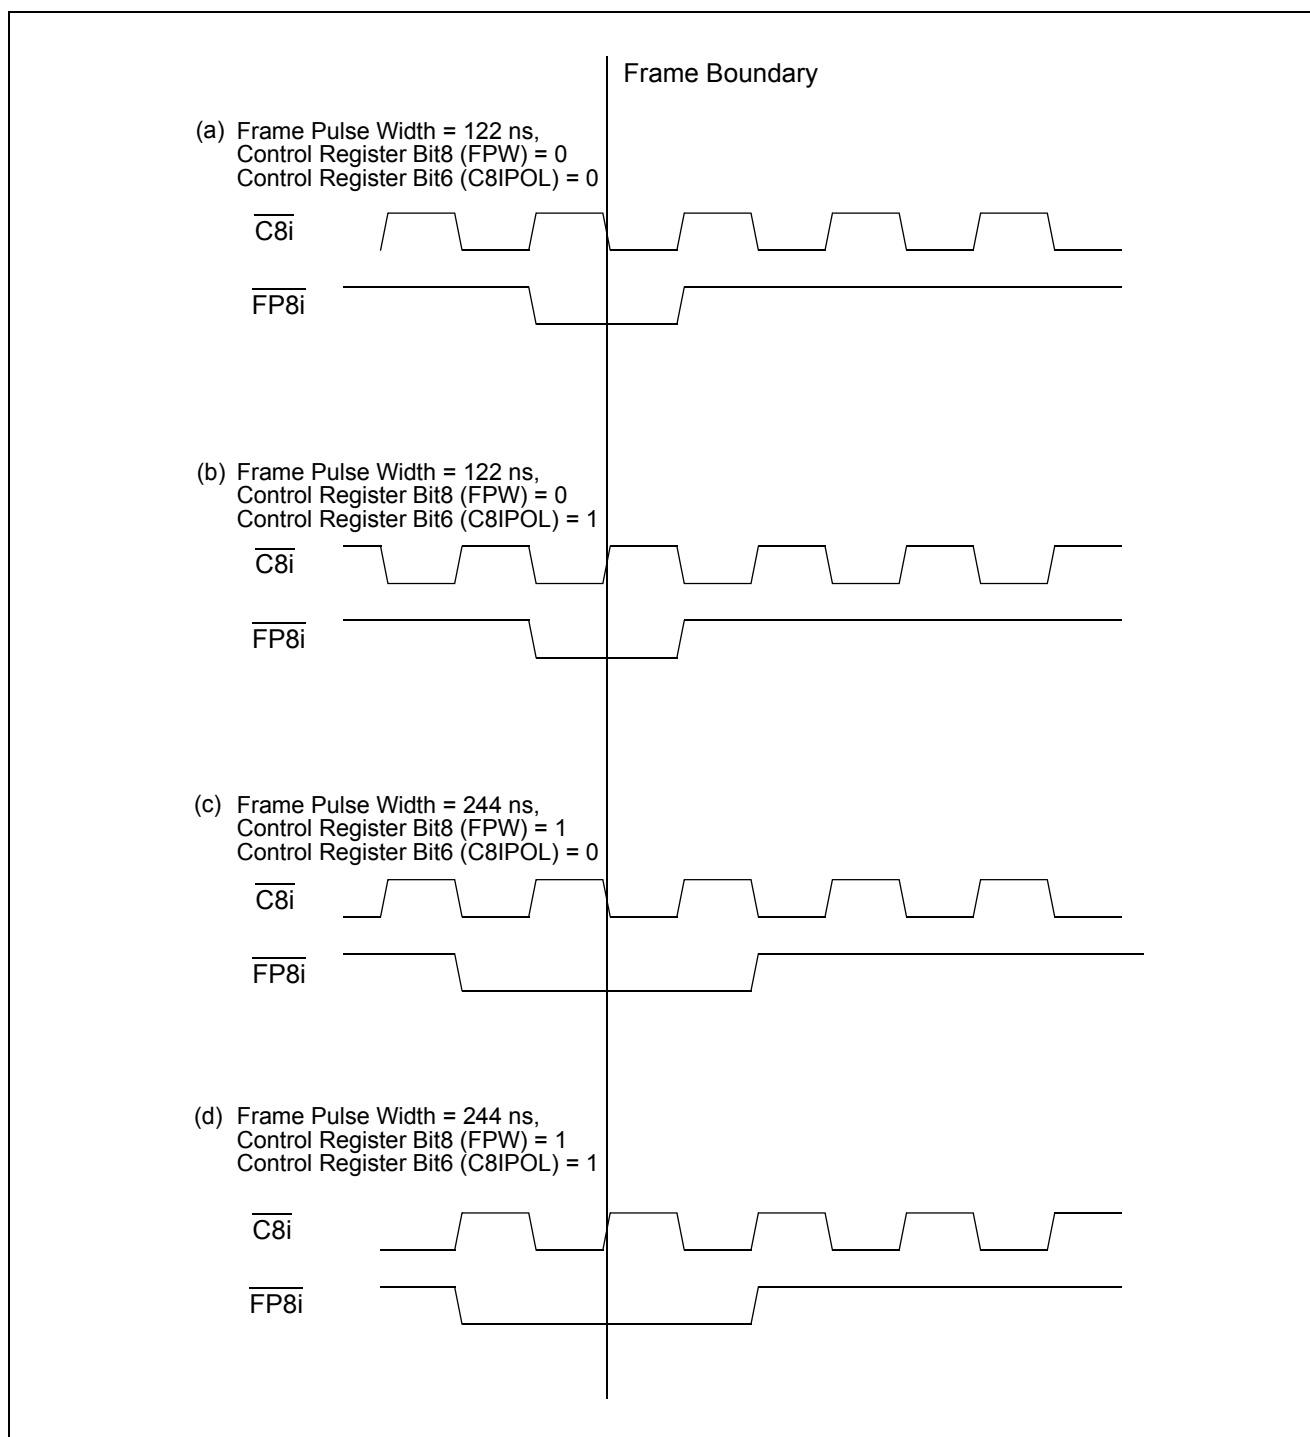 Frame Boundary
(a) Frame Pulse Width = 122 ns,
Control Register Bit8 (FPW) = 0
Control Register Bit6 (C8IPOL) = 0
C8i
FP8i
(b) Frame Pulse Width = 122 ns,
Control Register Bit8 (FPW) = 0
Control Register Bit6 (C8IPOL) = 1
C8i
FP8i
(c) Frame Pulse Width = 244 ns,
Control Register Bit8 (FPW) = 1
Control Register Bit6 (C8IPOL) = 0
C8i
FP8i
(d) Frame Pulse Width = 244 ns,
Control Register Bit8 (FPW) = 1
Control Register Bit6 (C8IPOL) = 1
C8i
FP8i